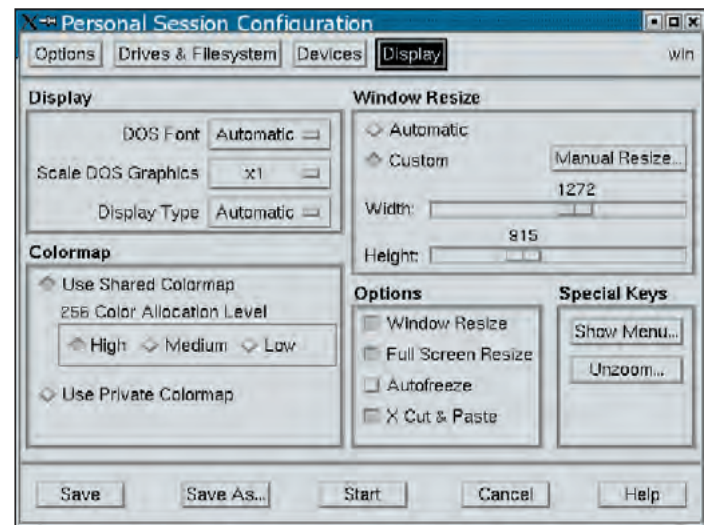 Personal Session Configuration
Options Drives & Filesystem Devices Display win
Display
DOS Font Automatic
Scale DOS Graphics x1
Display Type Automatic
Colormap
Use Shared Colormap
256 Color Allocation Level
High Medium Low
Use Private Colormap
Window Resize
Automatic
Custom Manual Resize...
1272
Width:
915
Height:
Options
Window Resize
Full Screen Resize
Autofreeze
X Cut & Paste
Special Keys
Show Menu...
Unzoom...
Save Save As... Start Cancel Help